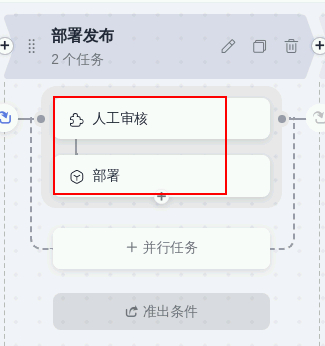 部署发布
2 个任务
人工审核
部署
并行任务
准出条件